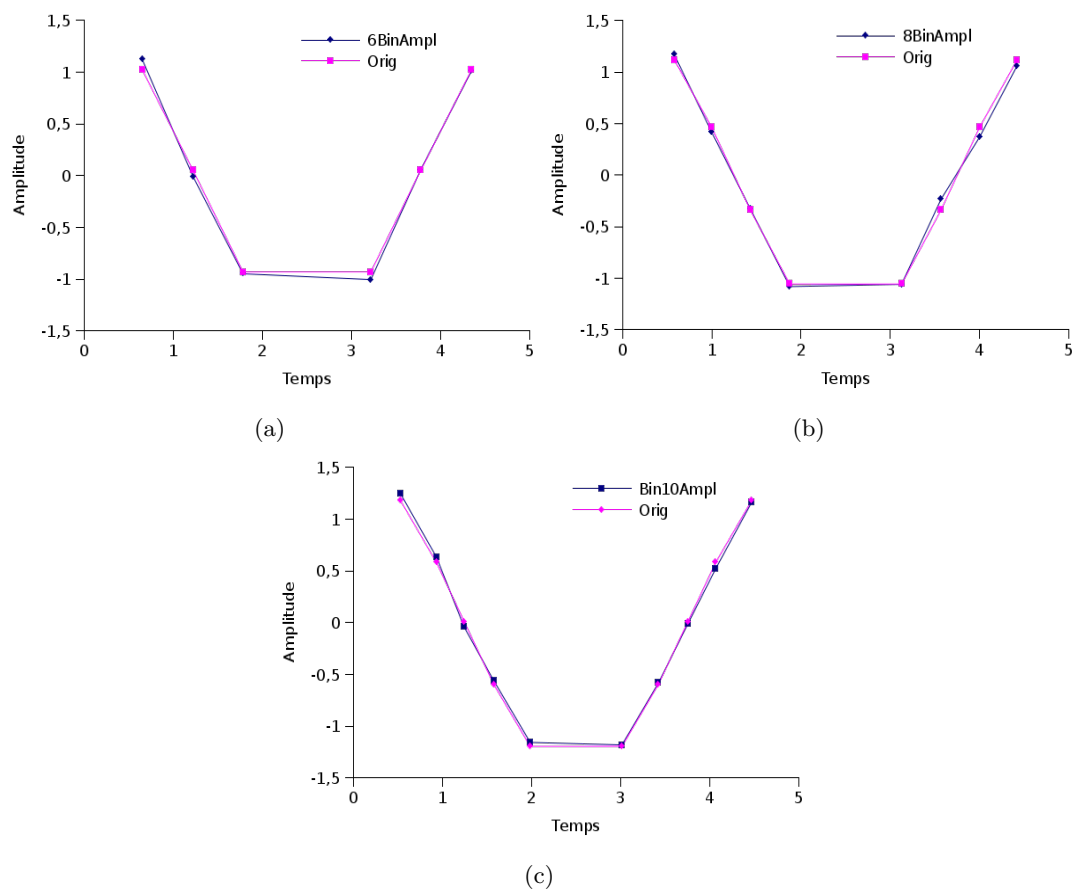 1,5
1
0,5
0
-0,5
-1
-1,5
Amplitude
0 1 2 3 4 5
Temps
6BinAmpl
Orig
(a)
1,5
1
0,5
0
-0,5
-1
-1,5
Amplitude
0 1 2 3 4 5
Temps
8BinAmpl
Orig
(b)
1,5
1
0,5
0
-0,5
-1
-1,5
Amplitude
0 1 2 3 4 5
Temps
Bin10Ampl
Orig
(c)